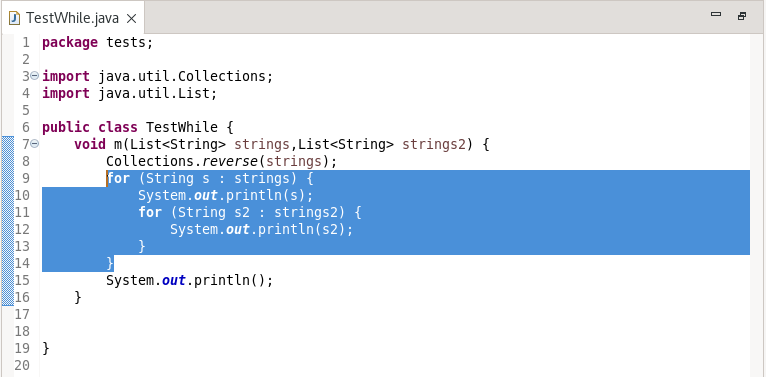 TestWhile.java
1 package tests;
2
3 import java.util.Collections;
4 import java.util.List;
5
6 public class TestWhile {
7     void m(List<String> strings,List<String> strings2) {
8         Collections.reverse(strings);
9         for (String s : strings) {
10             System.out.println(s);
11             for (String s2 : strings2) {
12                 System.out.println(s2);
13             }
14         }
15         System.out.println();
16     }
17
18
19 }
20